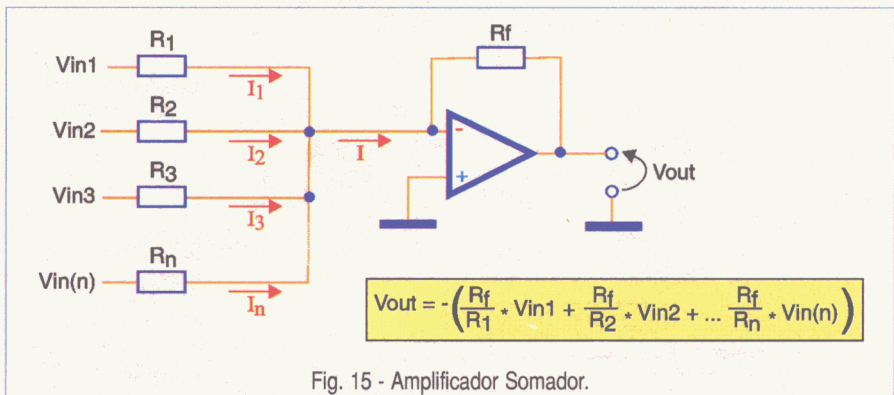 R1
Vin1
I1
R2
Vin2
I2
R3
Vin3
I3
Rn
Vin(n)
In
I
Rf
-
+
Vout
Vout = -(Rf/R1 * Vin1 + Rf/R2 * Vin2 + ... Rf/Rn * Vin(n))
Fig. 15 - Amplificador Somador.